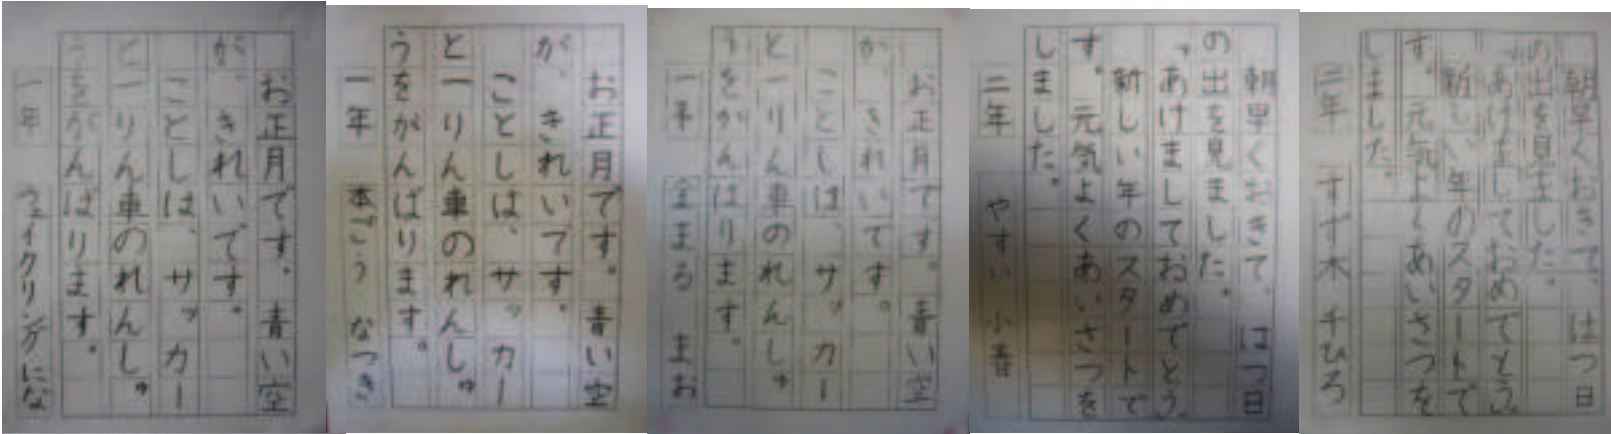 お正月です。青い空
が、きれいです。
ことしは、サッカー
と一りん車のれんしゅ
うをがんばります。
一年 ウェイクリングにな
お正月です。青い空
が、きれいです。
ことしは、サッカー
と一りん車のれんしゅ
うをがんばります。
一年 本ごう なつき
お正月です。青い空
が、きれいです。
ことしは、サッカー
と一りん車のれんしゅ
うをがんばります。
一年 まお
朝早くおきて、はつ日
の出を見ました。
「あけましておめでとう。」
新しい年のスタートで
す。元気よくあいさつを
しました。
二年 やすい 小春
朝早くおきて、はつ日
の出を見ました。
「あけましておめでとう。」
新しい年のスタートで
す。元気よくあいさつを
しました。
二年 すず木 千ひろ